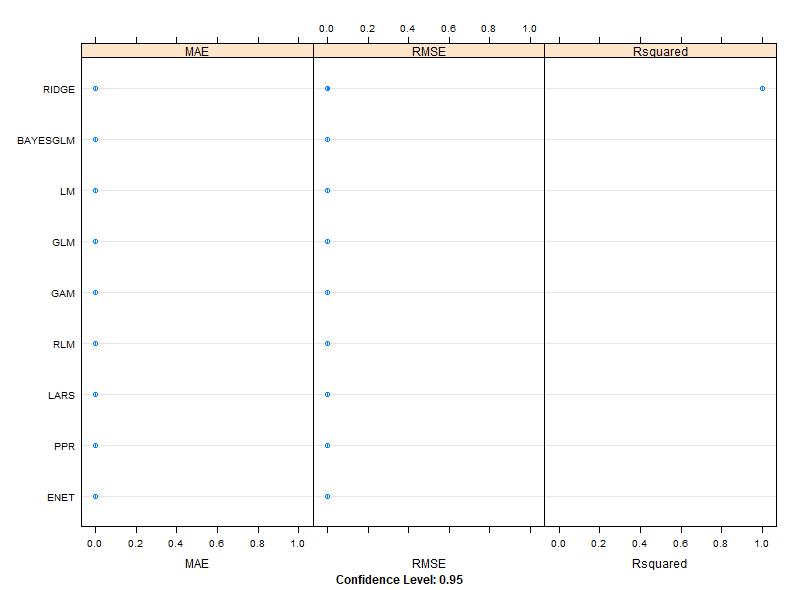 0.0 0.2 0.4 0.6 0.8 1.0
MAE RMSE Rsquared
RIDGE
BAYESGLM
LM
GLM
GAM
RLM
LARS
PPR
ENET
0.0 0.2 0.4 0.6 0.8 1.0 0.0 0.2 0.4 0.6 0.8 1.0
MAE RMSE Rsquared
Confidence Level: 0.95